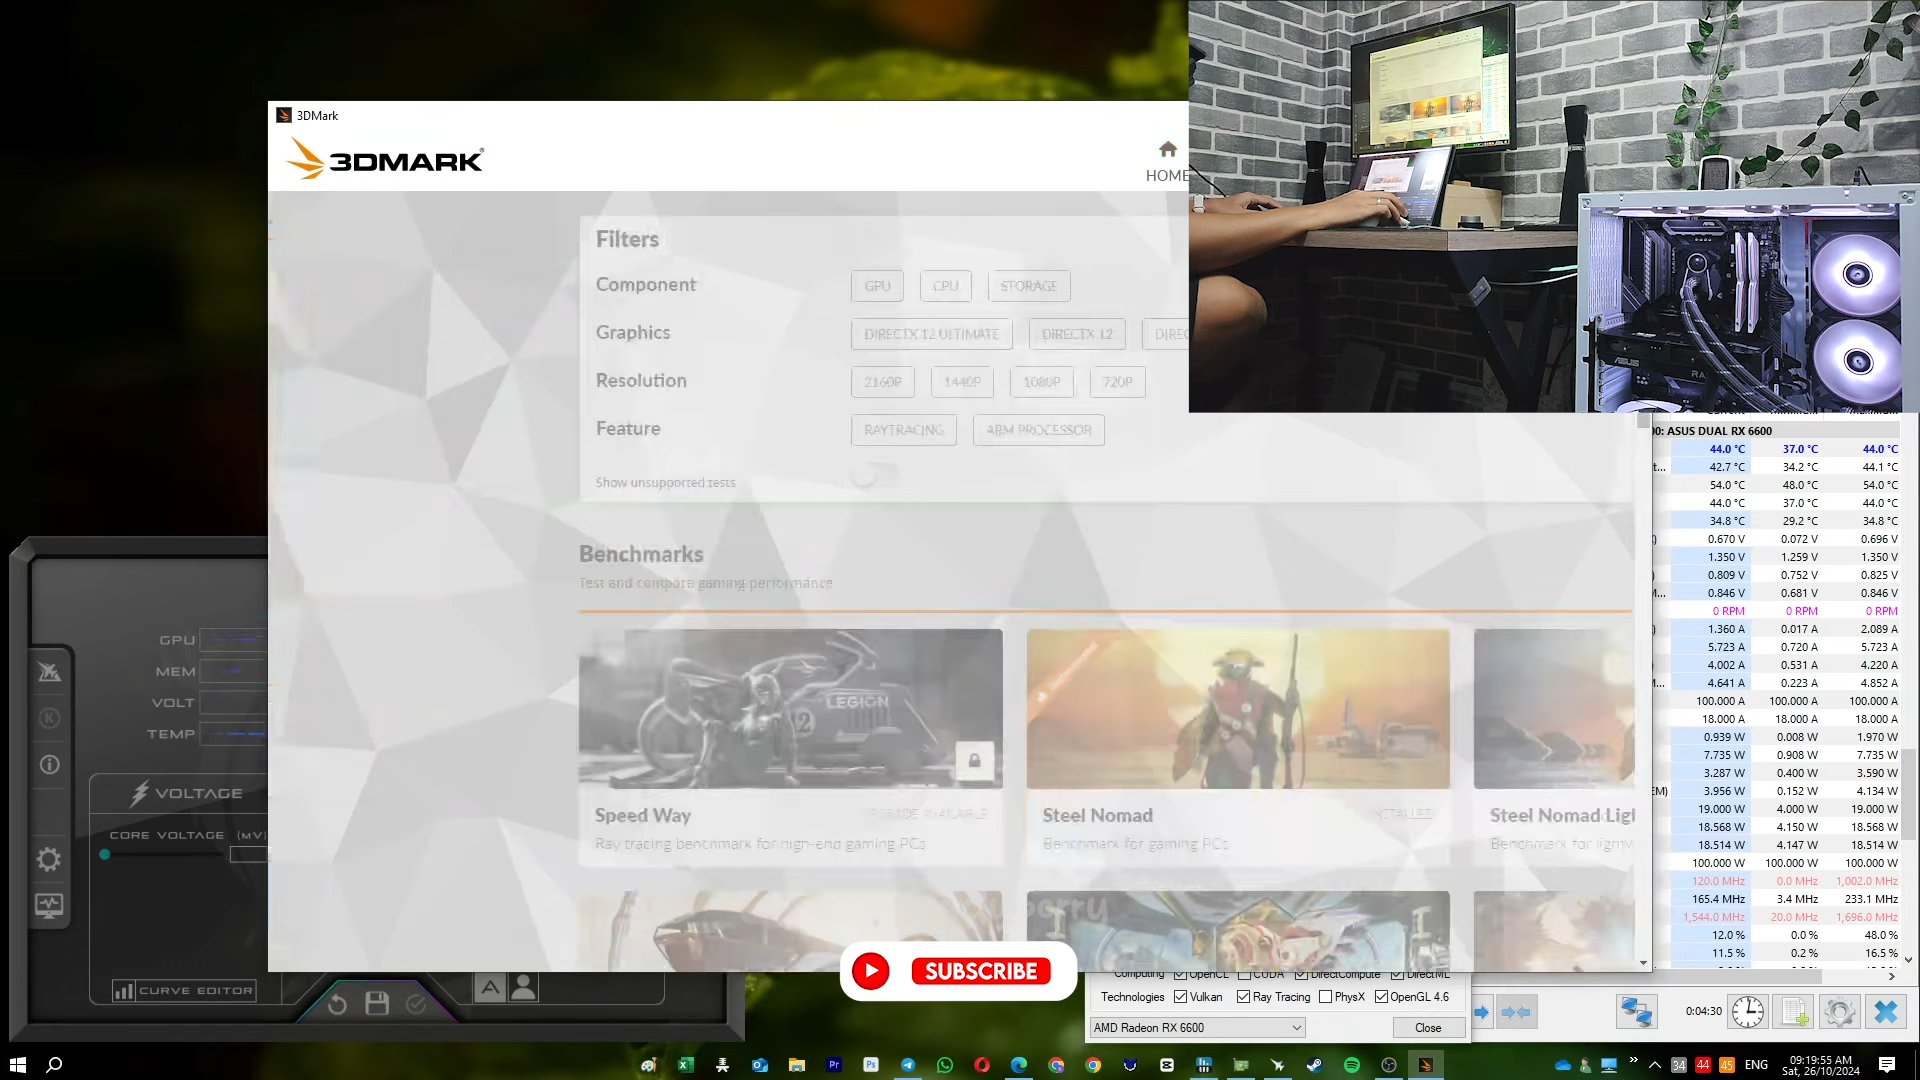 3DMark
3DMARK
HOME
Filters
Component
GPU
CPU
STORAGE
Graphics
DIRECTX 12 ULTIMATE
DIRECTX 12
DIREC
Resolution
2160P
1440P
1080P
720P
Feature
RAYTRACING
ARM PROCESSOR
Show unsupported tests
Benchmarks
Test and compare gaming performance
LEGION
Speed Way
Ray tracing benchmark for high-end gaming PCs
Steel Nomad
INSTALLED
Benchmark for gaming PCs
Steel Nomad Ligh
Benchmark for lightw
SUBSCRIBE
GPU
MEM
VOLT
TEMP
VOLTAGE
CORE VOLTAGE (MV)
CURVE EDITOR
ASUS
RA
0: ASUS DUAL RX 6600
44.0 °C 37.0 °C 44.0 °C
42.7 °C 34.2 °C 44.1 °C
54.0 °C 48.0 °C 54.0 °C
44.0 °C 37.0 °C 44.0 °C
34.8 °C 29.2 °C 34.8 °C
0.670 V 0.072 V 0.696 V
1.350 V 1.259 V 1.350 V
0.809 V 0.752 V 0.825 V
0.846 V 0.681 V 0.846 V
0 RPM 0 RPM 0 RPM
1.360 A 0.017 A 2.089 A
5.723 A 0.720 A 5.723 A
4.002 A 0.531 A 4.220 A
4.641 A 0.223 A 4.852 A
100.000 A 100.000 A 100.000 A
18.000 A 18.000 A 18.000 A
0.939 W 0.008 W 1.970 W
7.735 W 0.908 W 7.735 W
3.287 W 0.400 W 3.590 W
EM) 3.956 W 0.152 W 4.134 W
19.000 W 4.000 W 19.000 W
18.568 W 4.150 W 18.568 W
18.514 W 4.147 W 18.514 W
100.000 W 100.000 W 100.000 W
120.0 MHz 0.0 MHz 1,002.0 MHz
165.4 MHz 3.4 MHz 233.1 MHz
1,544.0 MHz 20.0 MHz 1,696.0 MHz
12.0 % 0.0 % 48.0 %
11.5 % 0.2 % 16.5 %
Computing OpenCL CUDA DirectCompute DirectML
Technologies Vulkan Ray Tracing PhysX OpenGL 4.6
AMD Radeon RX 6600
Close
0:04:30
34 44 45 ENG
09:19:55 AM
Sat, 26/10/2024